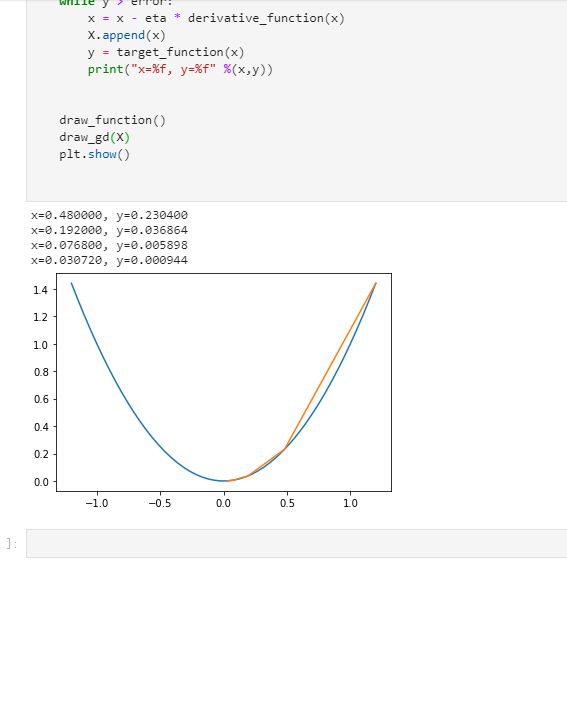 while y > error:
x = x - eta * derivative_function(x)
X.append(x)
y = target_function(x)
print("x=%f, y=%f" %(x,y))
draw_function()
draw_gd(X)
plt.show()
x=0.480000, y=0.230400
x=0.192000, y=0.036864
x=0.076800, y=0.005898
x=0.030720, y=0.000944
1.4
1.2
1.0
0.8
0.6
0.4
0.2
0.0
−1.0 −0.5 0.0 0.5 1.0
]: